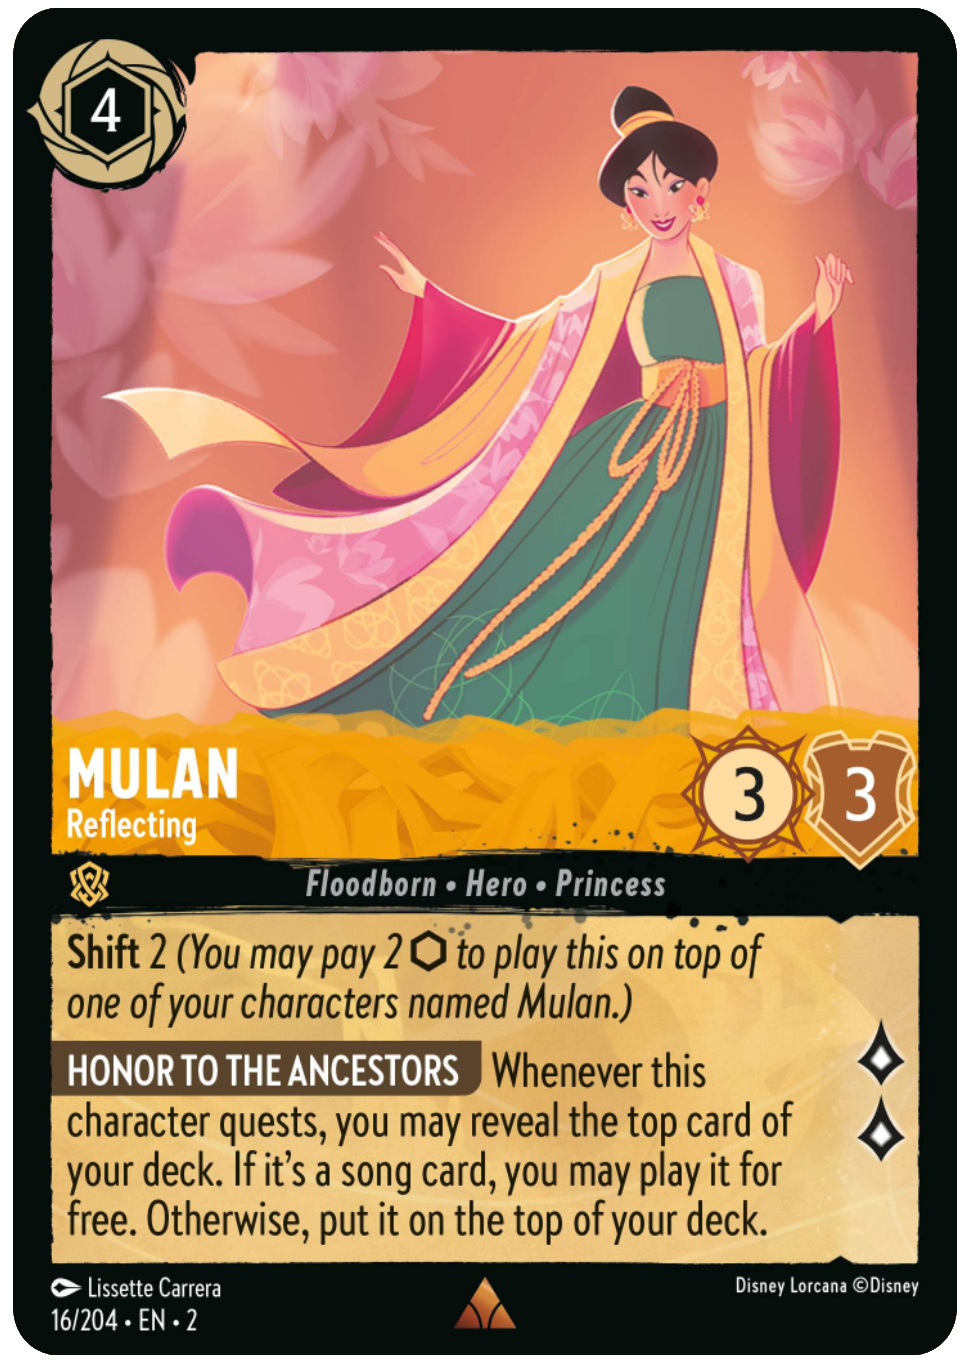 4
MULAN
Reflecting
3
3
Floodborn • Hero • Princess
Shift 2 (You may pay 2 ⬡ to play this on top of
one of your characters named Mulan.)
HONOR TO THE ANCESTORS Whenever this
character quests, you may reveal the top card of
your deck. If it's a song card, you may play it for
free. Otherwise, put it on the top of your deck.
Lissette Carrera
Disney Lorcana ©Disney
16/204 • EN • 2